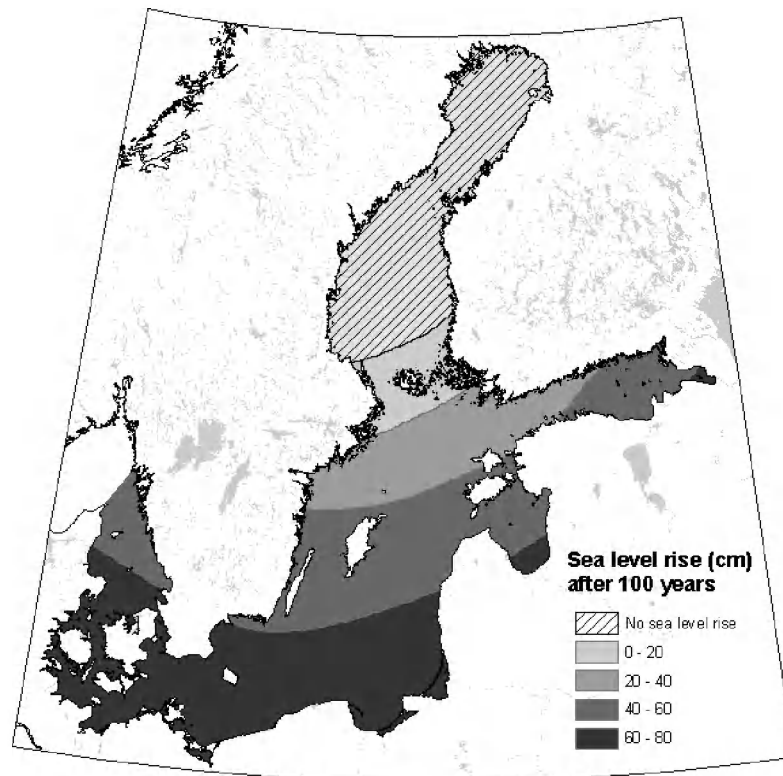 Sea level rise (cm)
after 100 years
No sea level rise
0 - 20
20 - 40
40 - 60
60 - 80